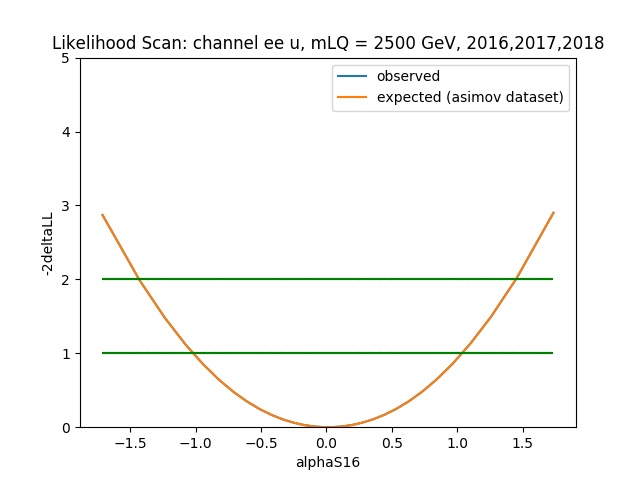 Likelihood Scan: channel ee u, mLQ = 2500 GeV, 2016,2017,2018
observed
expected (asimov dataset)
5
4
3
2
1
0
-2deltaLL
−1.5 −1.0 −0.5 0.0 0.5 1.0 1.5
alphaS16